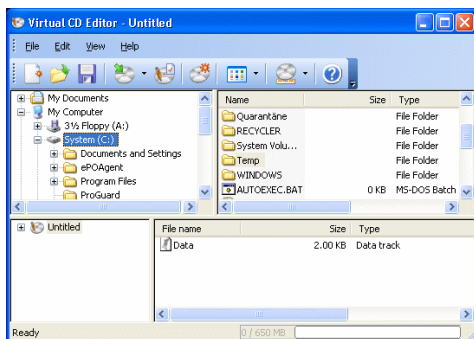 Virtual CD Editor - Untitled
File Edit View Help
My Documents
My Computer
3½ Floppy (A:)
System (C:)
Documents and Settings
ePOAgent
Program Files
ProGuard
Name Size Type
Quarantäne File Folder
RECYCLER File Folder
System Volu... File Folder
Temp File Folder
WINDOWS File Folder
AUTOEXEC.BAT 0 KB MS-DOS Batch
Untitled
File name Size Type
Data 2.00 KB Data track
Ready 0 / 650 MB